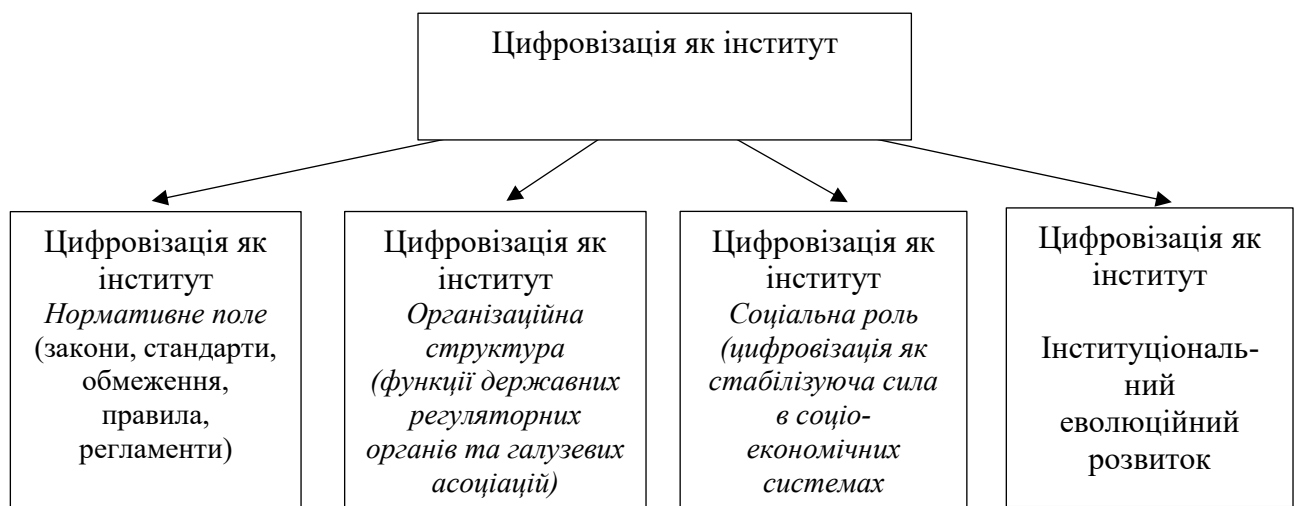 Цифровізація як інститут
Цифровізація як
інститут
Нормативне поле
(закони, стандарти,
обмеження,
правила,
регламенти)
Цифровізація як
інститут
Організаційна
структура
(функції державних
регуляторних
органів та галузевих
асоціацій)
Цифровізація як
інститут
Соціальна роль
(цифровізація як
стабілізуюча сила
в соціо-
економічних
системах
Цифровізація як
інститут
Інституціональ-
ний
еволюційний
розвиток